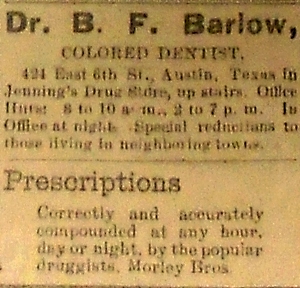 Dr. B. F. Barlow,
COLORED DENTIST.
424 East 6th St., Austin, Texas in
Jenning's Drug Store, up stairs. Office
Hours: 8 to 10 a. m., 2 to 7 p. m. In
Office at night. Special reductions to
those living in neighboring towns.
Prescriptions
Correctly and accurately
compounded at any hour,
day or night, by the popular
druggists, Morley Bros